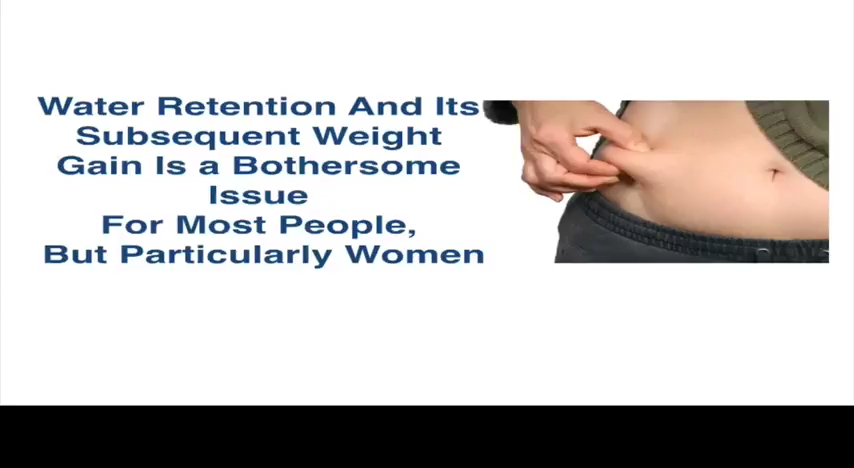 Water Retention And Its
Subsequent Weight
Gain Is a Bothersome
Issue
For Most People,
But Particularly Women